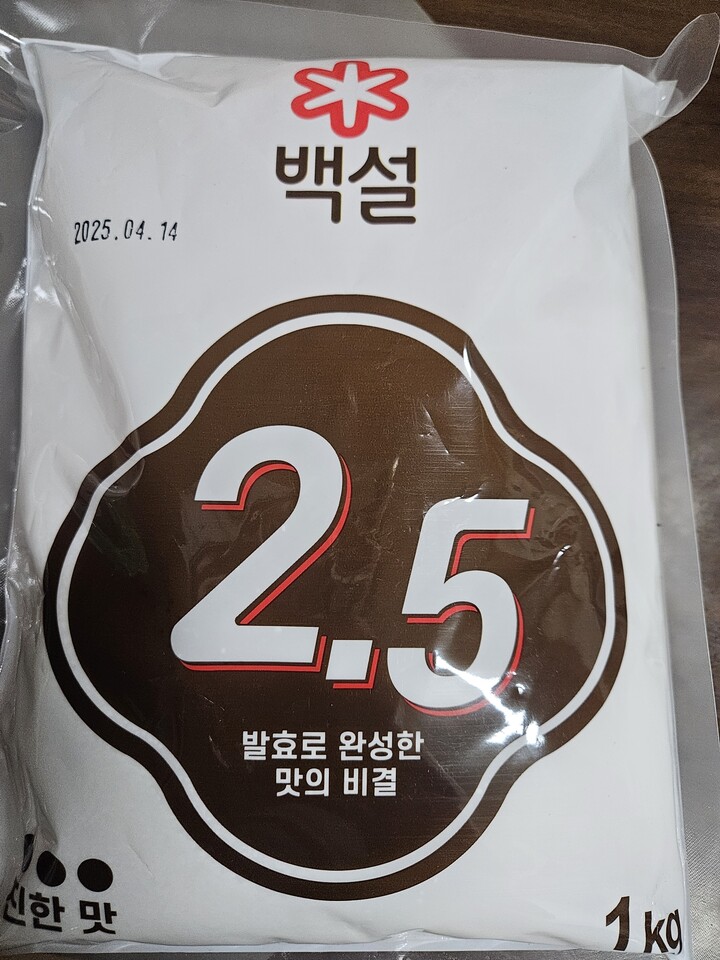 백설
2025.04.14
2.5
발효로 완성한
맛의 비결
진한 맛
1kg